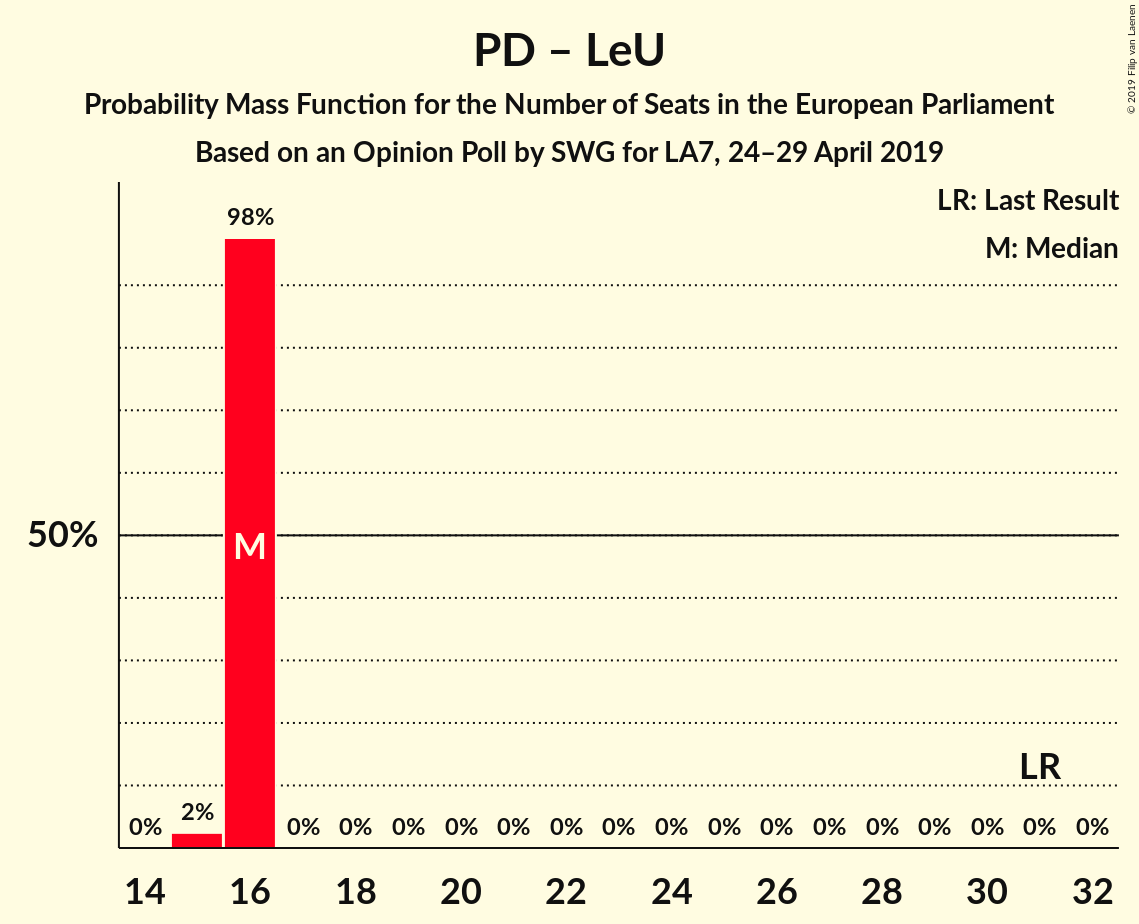 PD – LeU
Probability Mass Function for the Number of Seats in the European Parliament
Based on an Opinion Poll by SWG for LA7, 24–29 April 2019
© 2019 Filip van Laenen
LR: Last Result
M: Median
98%
50%
M
LR
0% 2% 0% 0% 0% 0% 0% 0% 0% 0% 0% 0% 0% 0% 0% 0% 0% 0%
14 16 18 20 22 24 26 28 30 32